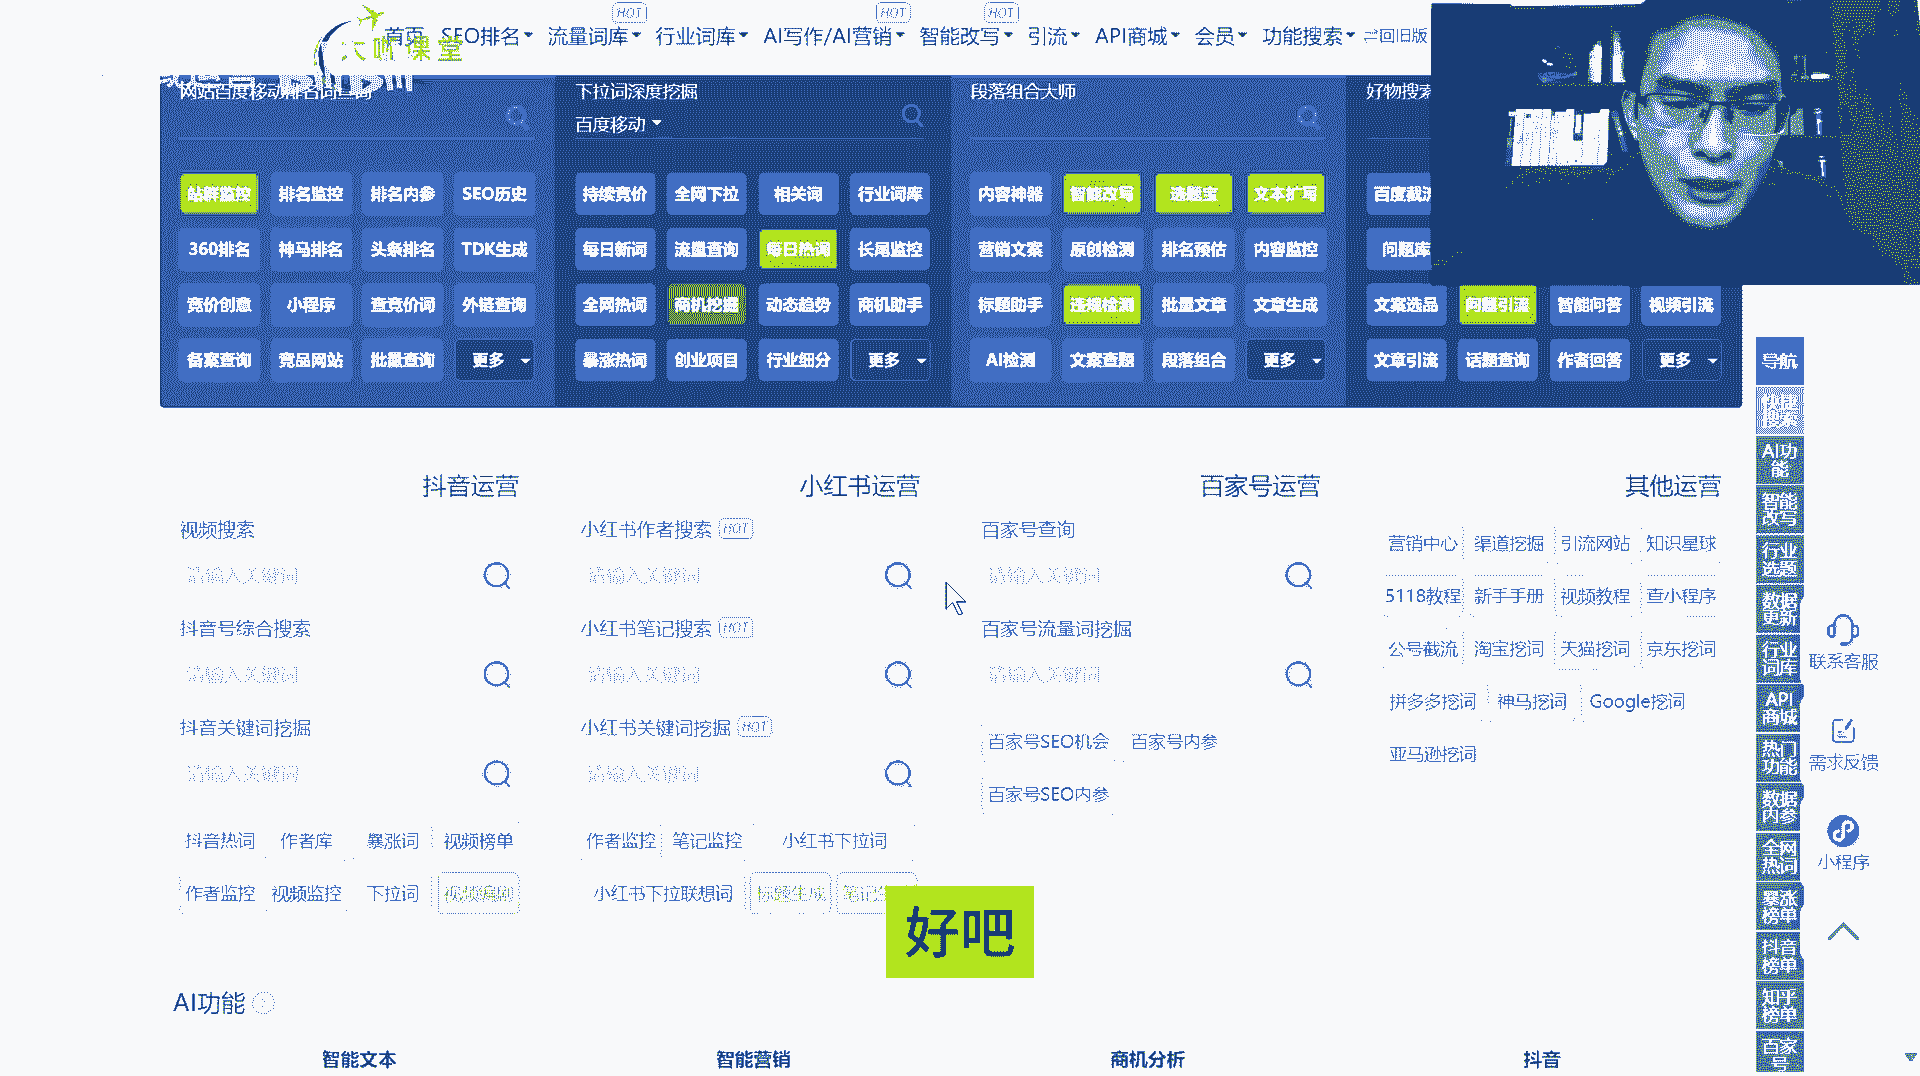 HOT HOT HOT
首页 SEO排名 流量词库 行业词库 AI写作/AI营销 智能改写 引流 API商城 会员 功能搜索 回旧版
大 课堂
网站百度移动排名词查询 下拉词深度挖掘 段落组合大师 好物搜索
百度移动
站群监控 排名监控 排名内参 SEO历史 持续竞价 全网下拉 相关词 行业词库 内容神器 智能改写 选题宝 文本扩写 百度截流
360排名 神马排名 头条排名 TDK生成 每日新词 流量查询 每日热词 长尾监控 营销文案 原创检测 排名预估 内容监控 问题库
竞价创意 小程序 查竞价词 外链查询 全网热词 商机挖掘 动态趋势 商机助手 标题助手 违规检测 批量文章 文章生成 文案选品 问题引流 智能问答 视频引流
备案查询 竞品网站 批量查询 更多 暴涨热词 创业项目 行业细分 更多 AI检测 文案查题 段落组合 更多 文章引流 话题查询 作者回答 更多
抖音运营 小红书运营 百家号运营 其他运营
视频搜索 小红书作者搜索 HOT 百家号查询
请输入关键词 请输入关键词 请输入关键词
抖音号综合搜索 小红书笔记搜索 HOT 百家号流量词挖掘
请输入关键词 请输入关键词 请输入关键词
抖音关键词挖掘 小红书关键词挖掘 HOT
请输入关键词 请输入关键词
百家号SEO机会 百家号内参
百家号SEO内参
营销中心 渠道挖掘 引流网站 知识星球
5118教程 新手手册 视频教程 查小程序
公号截流 淘宝挖词 天猫挖词 京东挖词
拼多多挖词 神马挖词 Google挖词
亚马逊挖词
抖音热词 作者库 暴涨词 视频榜单 作者监控 笔记监控 小红书下拉词
作者监控 视频监控 下拉词 视频编剧 小红书下拉联想词 标题生成 笔记
好吧
AI功能
智能文本 智能营销 商机分析 抖音
导航
快捷搜索
AI功能
智能改写
行业选题
数据更新
行业词库
API商城
热门功能
数据内参
全网热词
暴涨榜单
抖音榜单
知乎榜单
百家号
联系客服
需求反馈
小程序